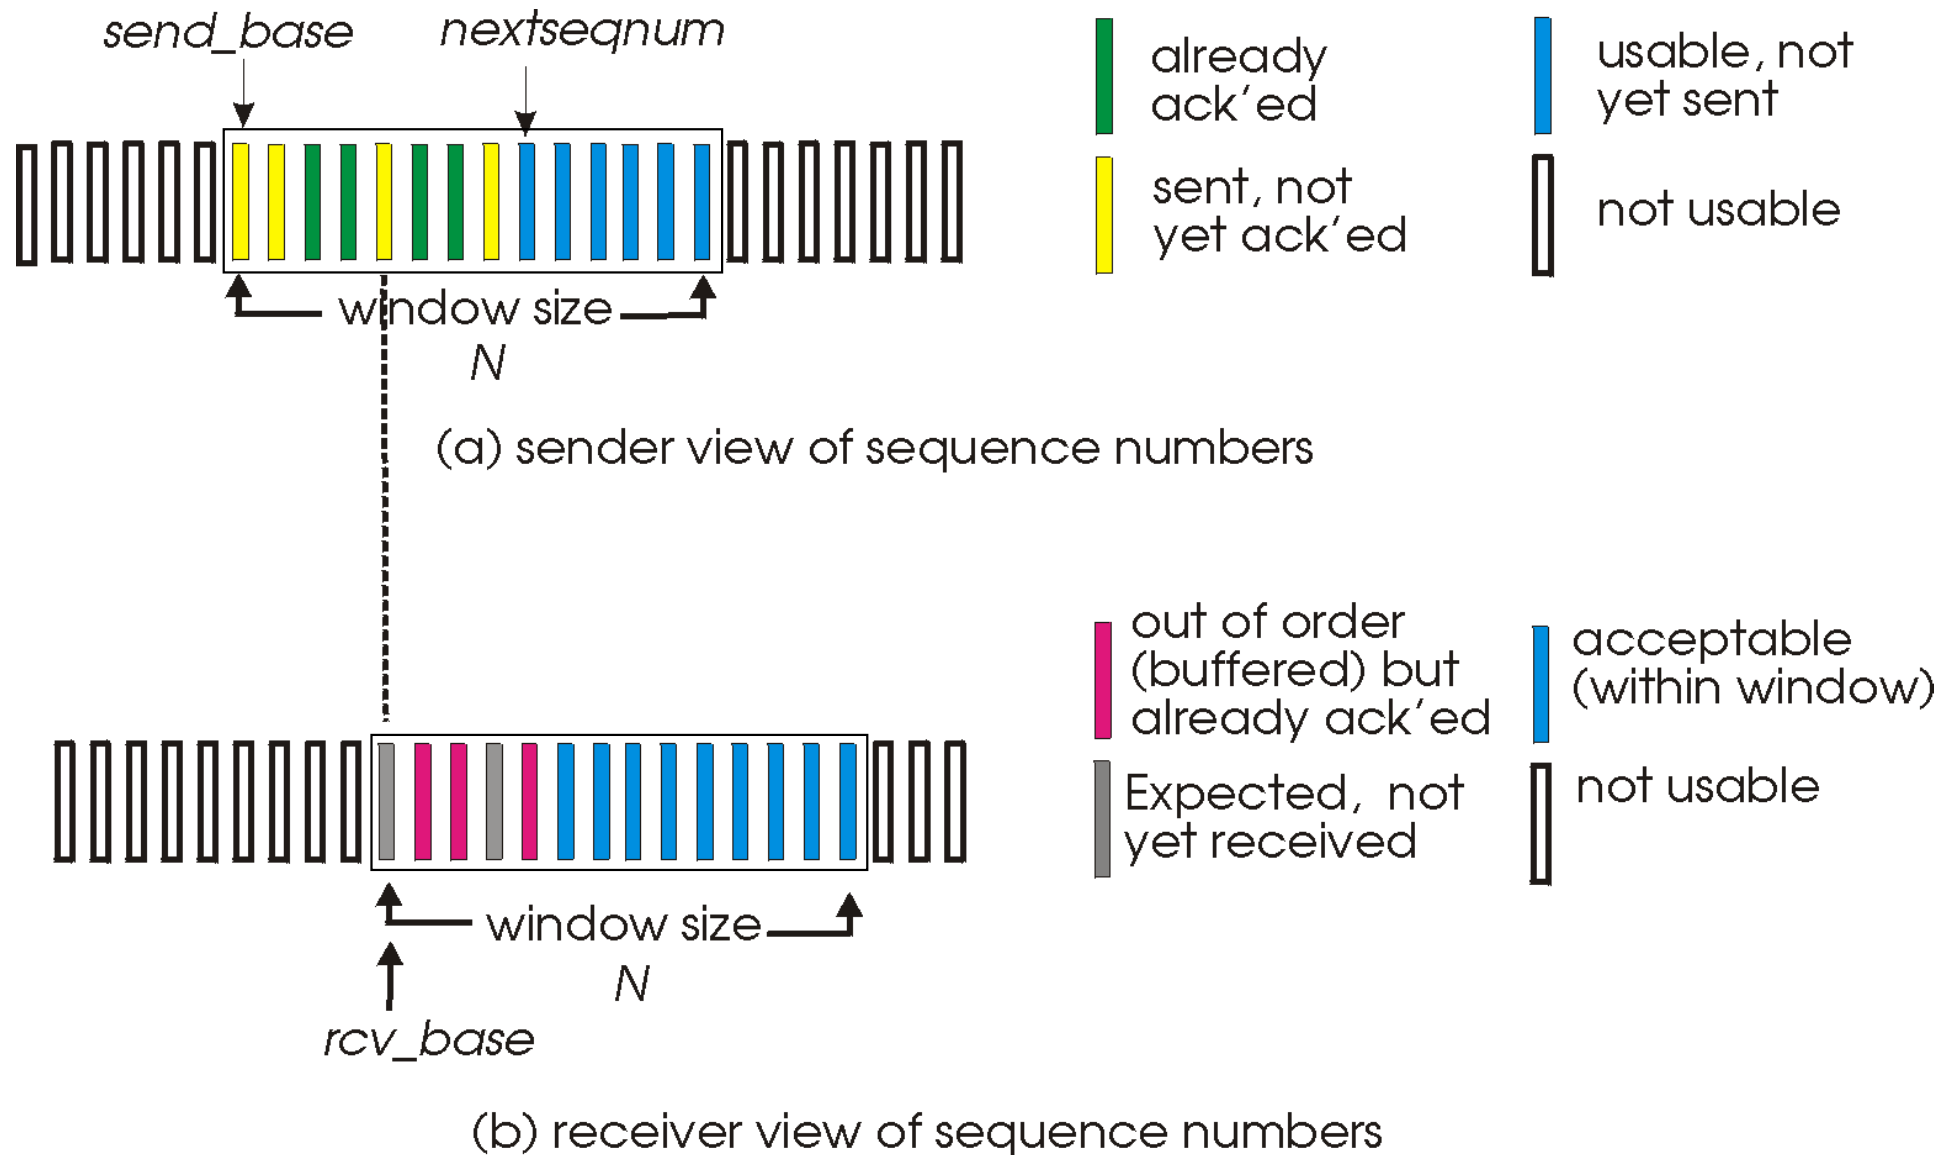 send_base
nextseqnum
already
ack'ed
usable, not
yet sent
sent, not
yet ack'ed
not usable
window size
N
(a) sender view of sequence numbers
out of order
(buffered) but
already ack'ed
acceptable
(within window)
Expected, not
yet received
not usable
window size
N
rcv_base
(b) receiver view of sequence numbers